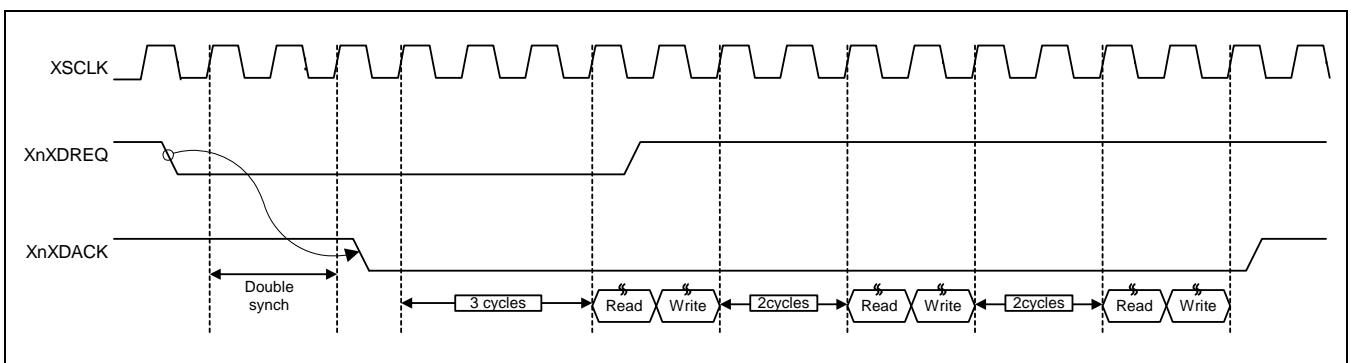 XSCLK
XnXDREQ
XnXDACK
Double
synch
3 cycles
Read
Write
2cycles
Read
Write
2cycles
Read
Write